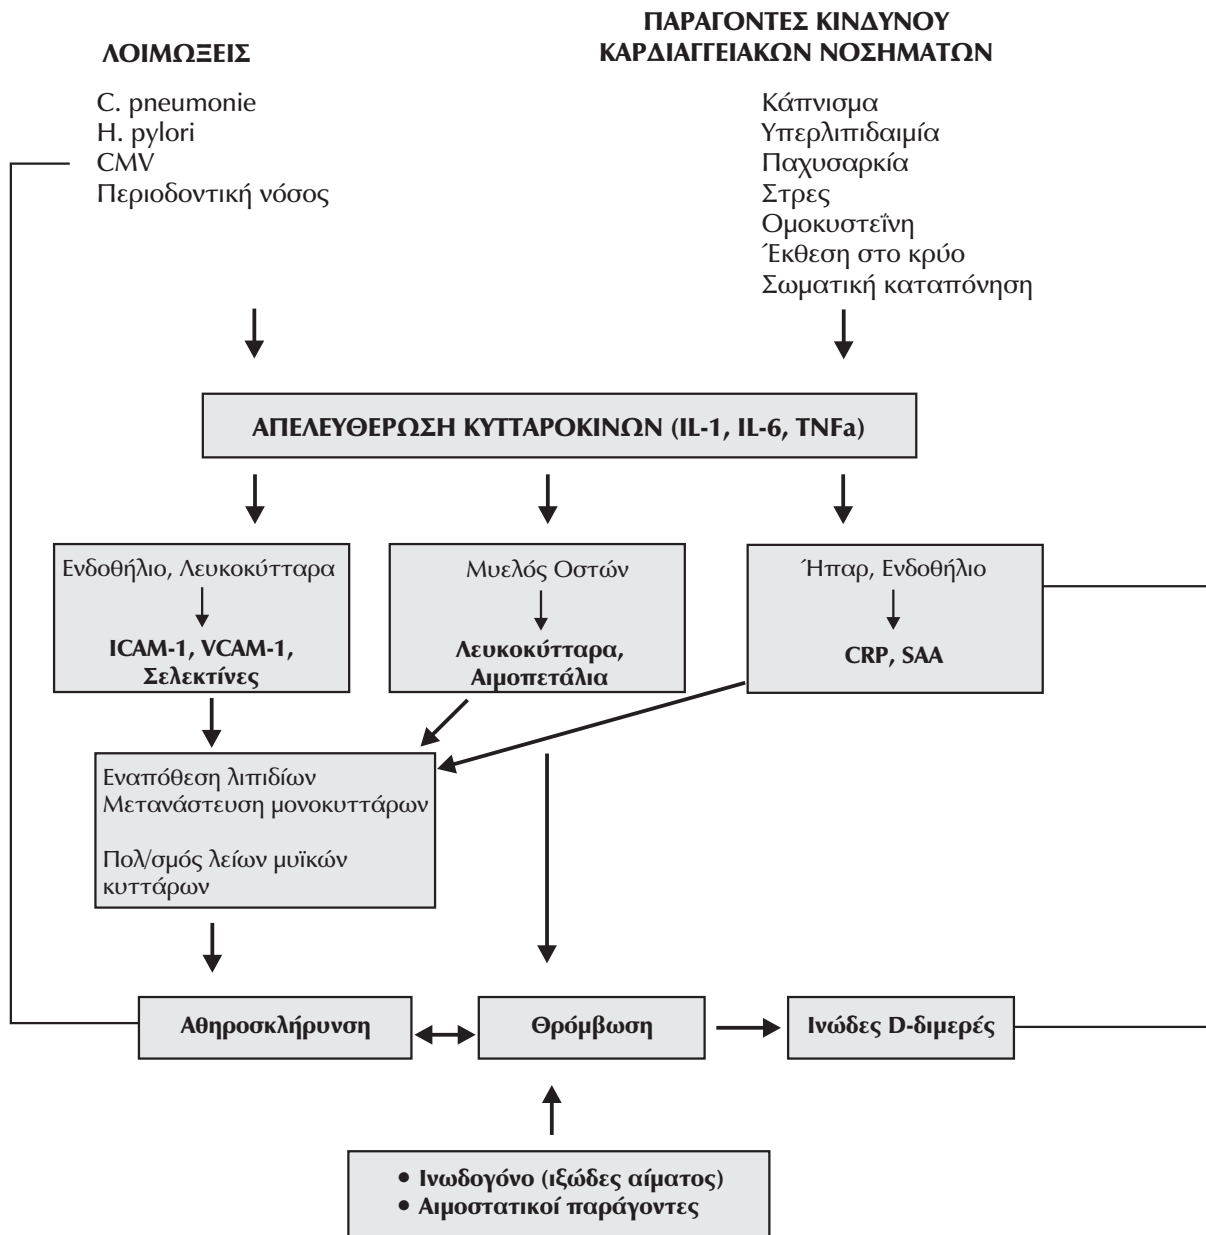 ΛΟΙΜΩΞΕΙΣ
C. pneumonie
H. pylori
CMV
Περιοδοντική νόσος
ΠΑΡΑΓΟΝΤΕΣ ΚΙΝΔΥΝΟΥ
ΚΑΡΔΙΑΓΓΕΙΑΚΩΝ ΝΟΣΗΜΑΤΩΝ
Κάπνισμα
Υπερλιπιδαιμία
Παχυσαρκία
Στρες
Ομοκυστεΐνη
Έκθεση στο κρύο
Σωματική καταπόνηση
ΑΠΕΛΕΥΘΕΡΩΣΗ ΚΥΤΤΑΡΟΚΙΝΩΝ (IL-1, IL-6, TNFa)
Ενδοθήλιο, Λευκοκύτταρα
ICAM-1, VCAM-1,
Σελεκτίνες
Μυελός Οστών
Λευκοκύτταρα,
Αιμοπετάλια
Ήπαρ, Ενδοθήλιο
CRP, SAA
Εναπόθεση λιπιδίων
Μετανάστευση μονοκυττάρων
Πολ/σμός λείων μυϊκών
κυττάρων
Αθηροσκλήρυνση
Θρόμβωση
Ινώδες D-διμερές
• Ινωδογόνο (ιξώδες αίματος)
• Αιμοστατικοί παράγοντες